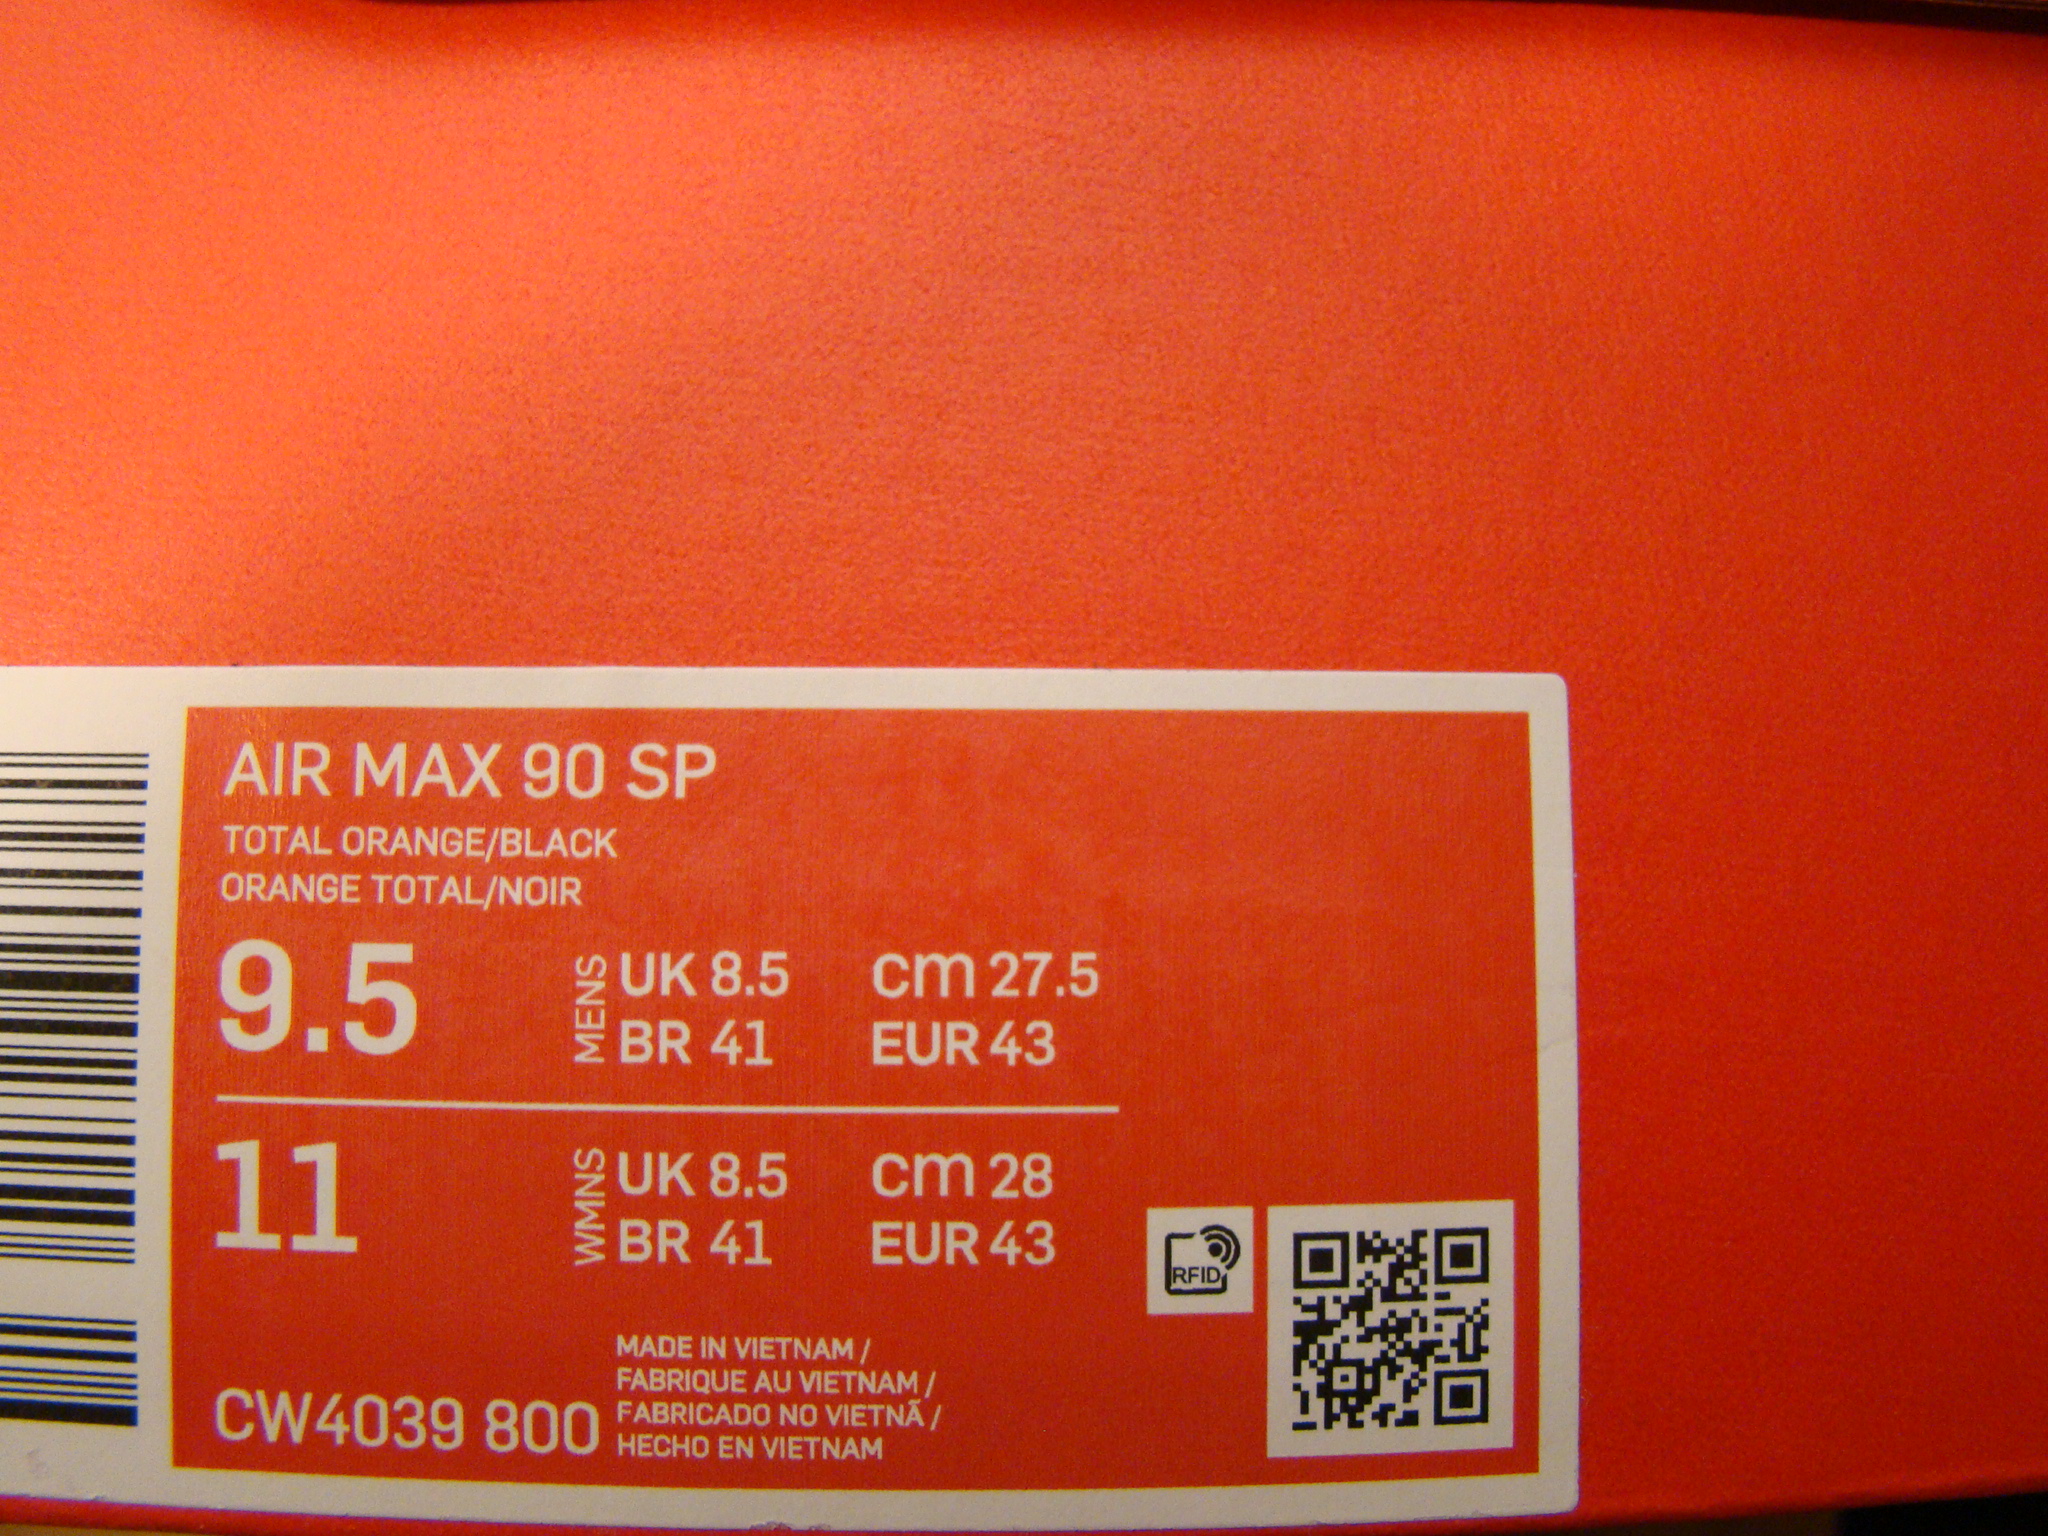 AIR MAX 90 SP
TOTAL ORANGE/BLACK
ORANGE TOTAL/NOIR
9.5
MENS
UK 8.5 CM 27.5
BR 41 EUR 43
11
WMNS
UK 8.5 CM 28
BR 41 EUR 43
RFID
CW4039 800
MADE IN VIETNAM /
FABRIQUE AU VIETNAM /
FABRICADO NO VIETNÃ /
HECHO EN VIETNAM